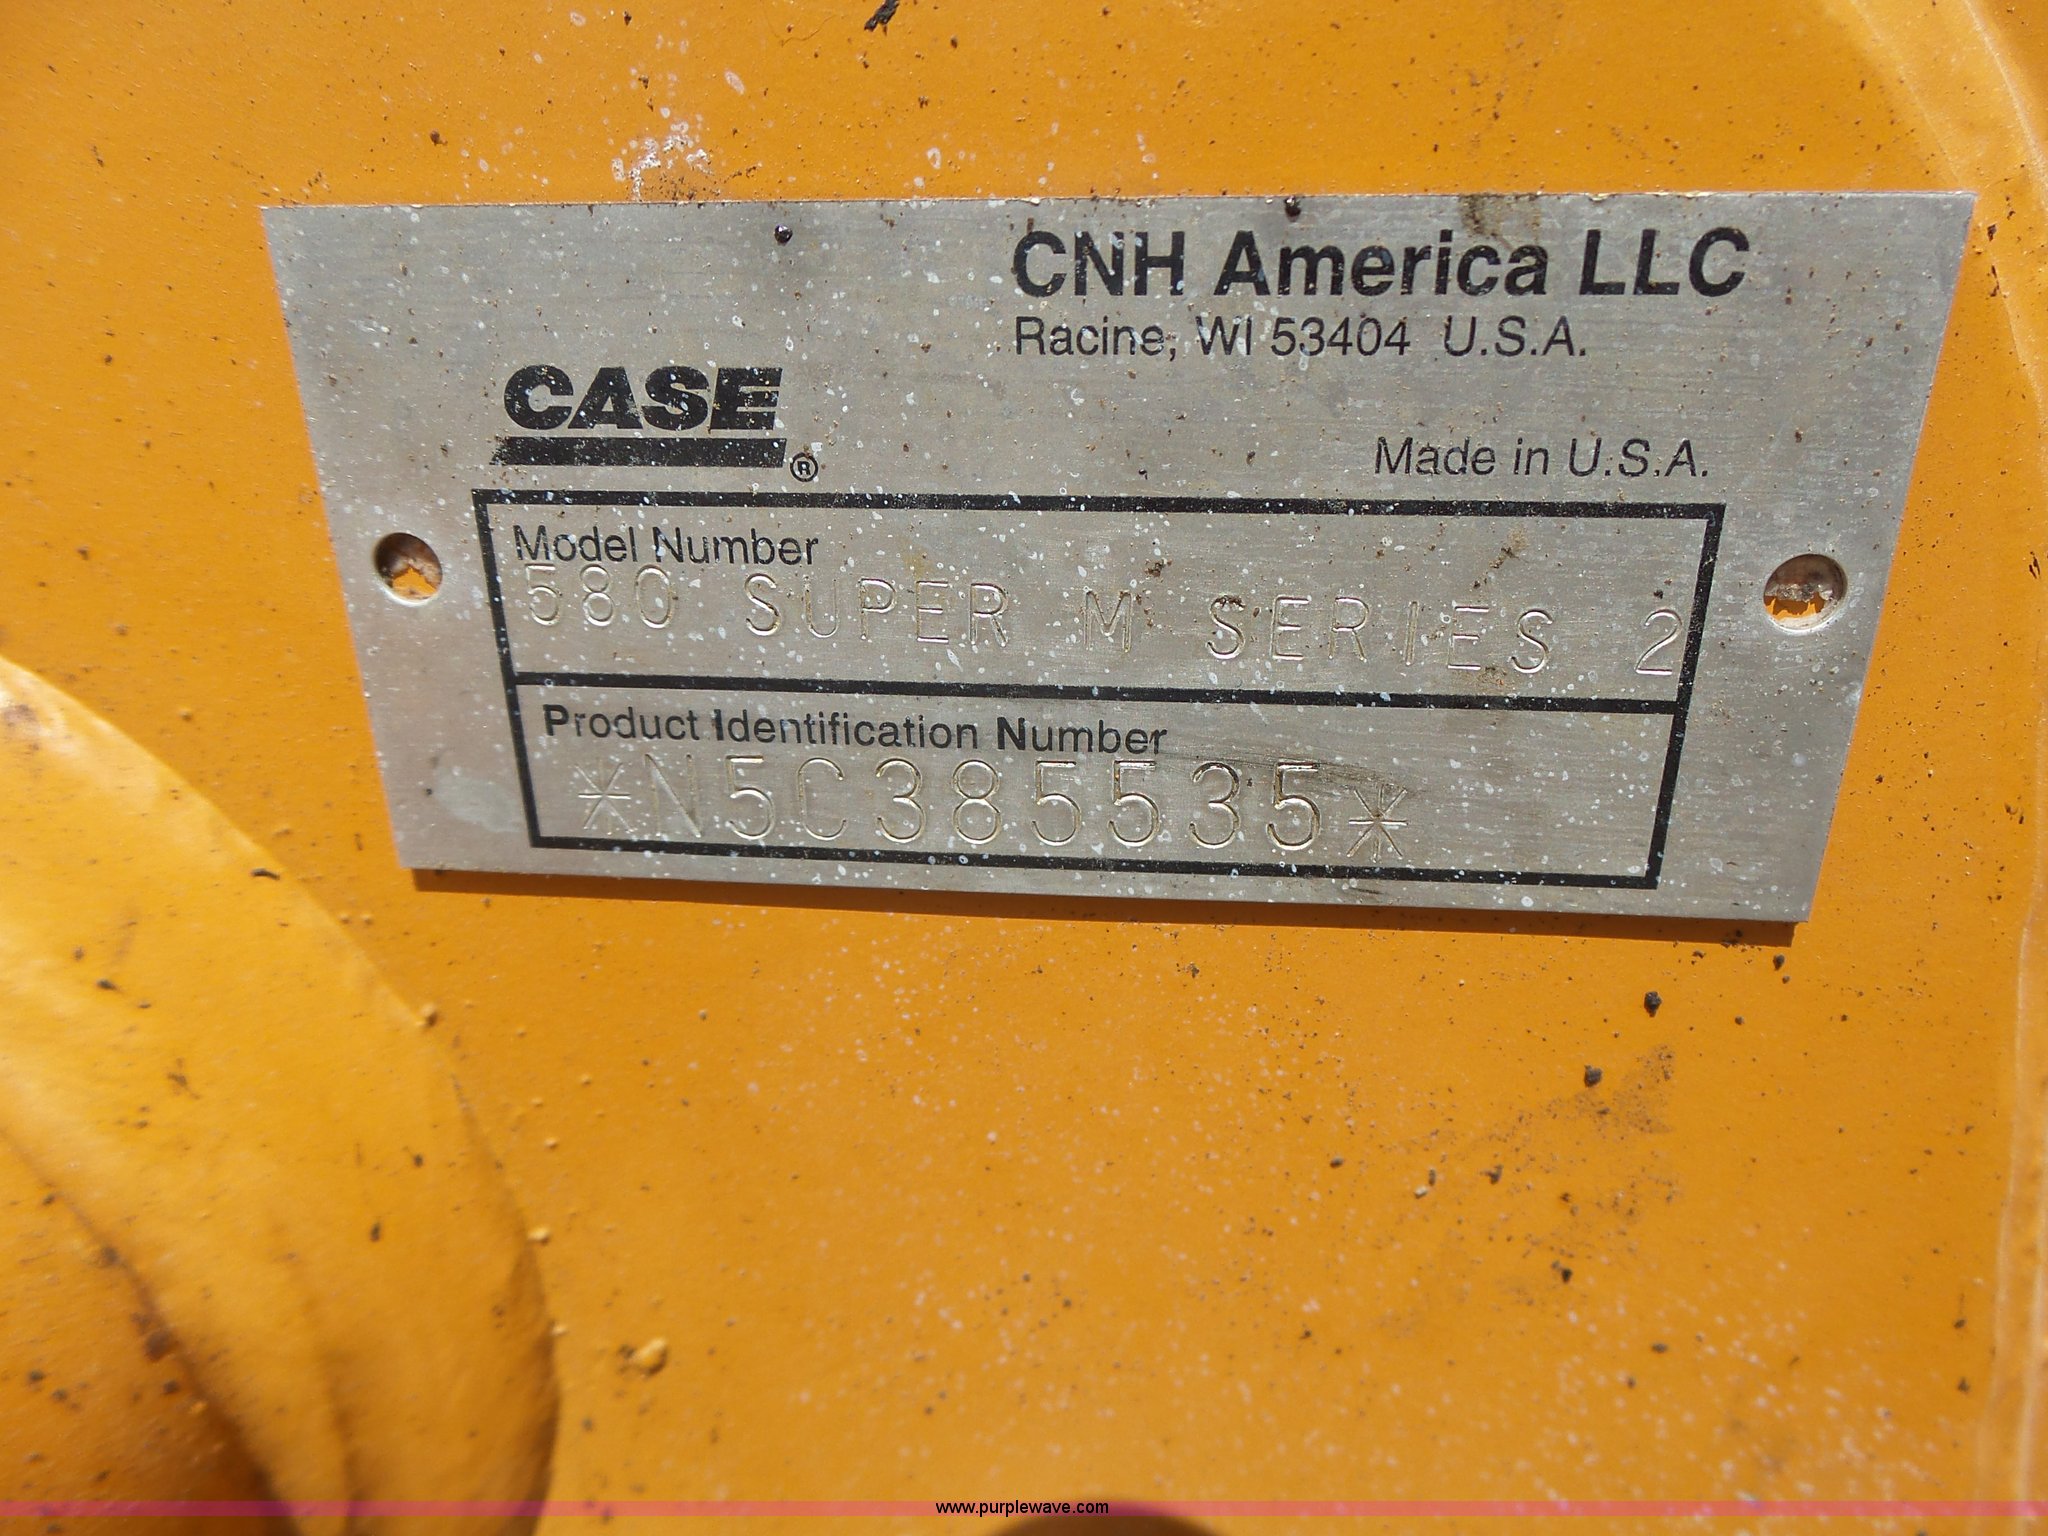 CNH America LLC
Racine, WI 53404 U.S.A.
CASE
®
Made in U.S.A.
Model Number
580 SUPER M SERIES 2
Product Identification Number
*N5C385535*
www.purplewave.com